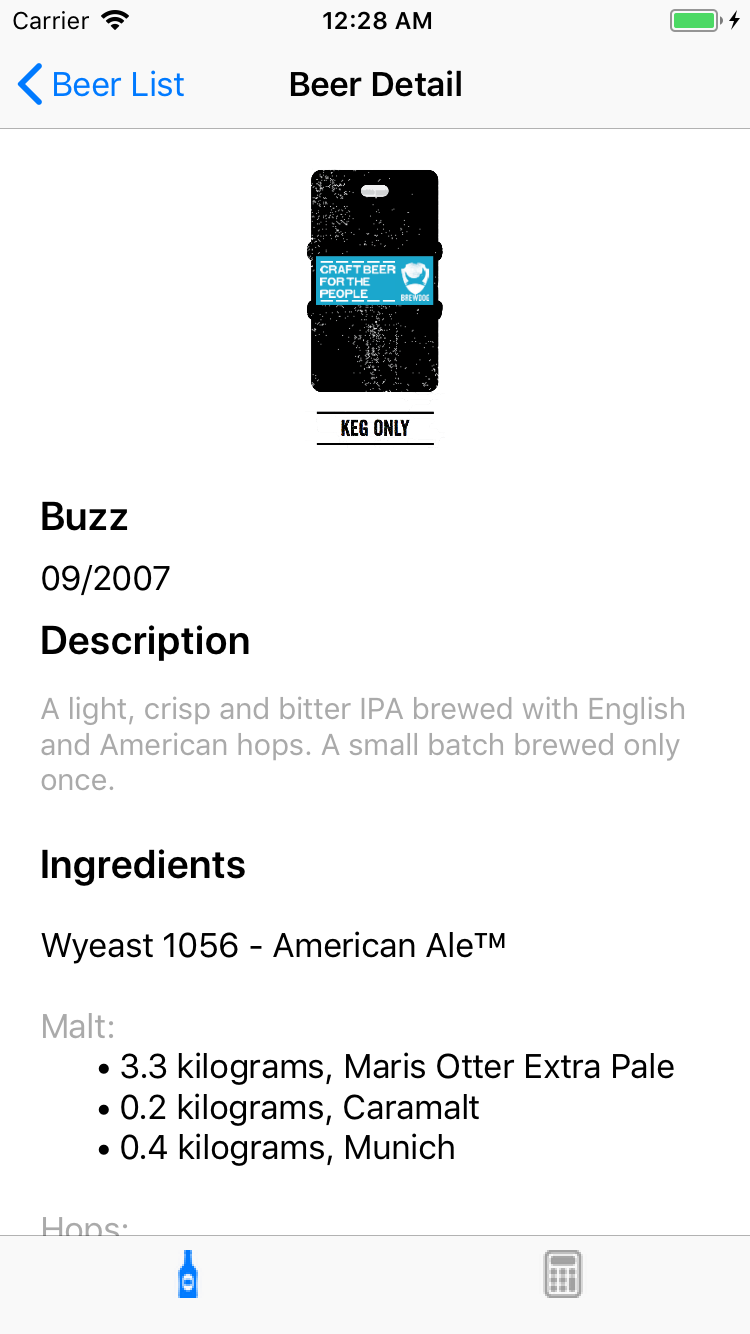 Carrier 12:28 AM
Beer List Beer Detail
CRAFT BEER
FOR THE
PEOPLE
BREWDOG
KEG ONLY
Buzz
09/2007
Description
A light, crisp and bitter IPA brewed with English
and American hops. A small batch brewed only
once.
Ingredients
Wyeast 1056 - American Ale™
Malt:
• 3.3 kilograms, Maris Otter Extra Pale
• 0.2 kilograms, Caramalt
• 0.4 kilograms, Munich
Hops: